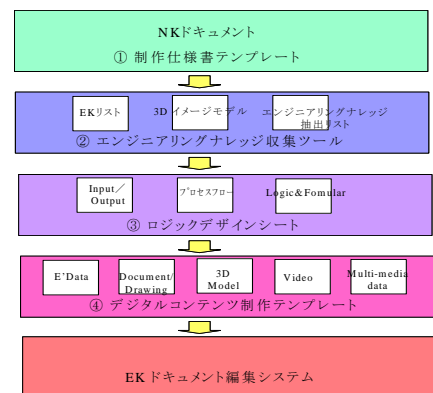 NKドキュメント
① 制作仕様書テンプレート
EKリスト
3Dイメージモデル
エンジニアリングナレッジ
抽出リスト
② エンジニアリングナレッジ収集ツール
Input／
Output
プロセスフロー
Logic&Fomular
③ ロジックデザインシート
E'Data
Document/
Drawing
3D
Model
Video
Multi-media
data
④ デジタルコンテンツ制作テンプレート
EKドキュメント編集システム